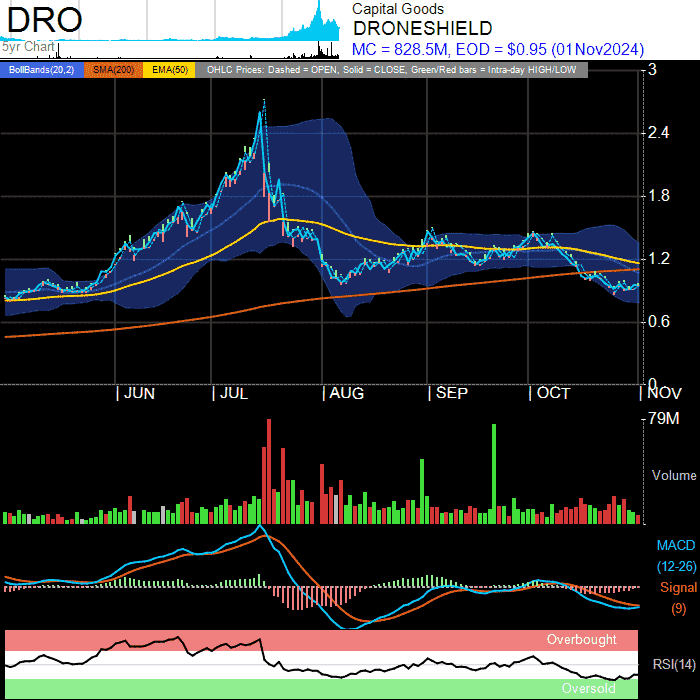 DRO
Capital Goods
DRONESHIELD
5yr Chart
MC = 828.5M, EOD = $0.95 (01Nov2024)
BollBands(20,2) SMA(200) EMA(50) OHLC Prices: Dashed = OPEN, Solid = CLOSE, Green/Red bars = Intra-day HIGH/LOW
3
2.4
1.8
1.2
0.6
0
JUN JUL AUG SEP OCT NOV
79M
Volume
MACD
(12-26)
Signal
(9)
Overbought
RSI(14)
Oversold